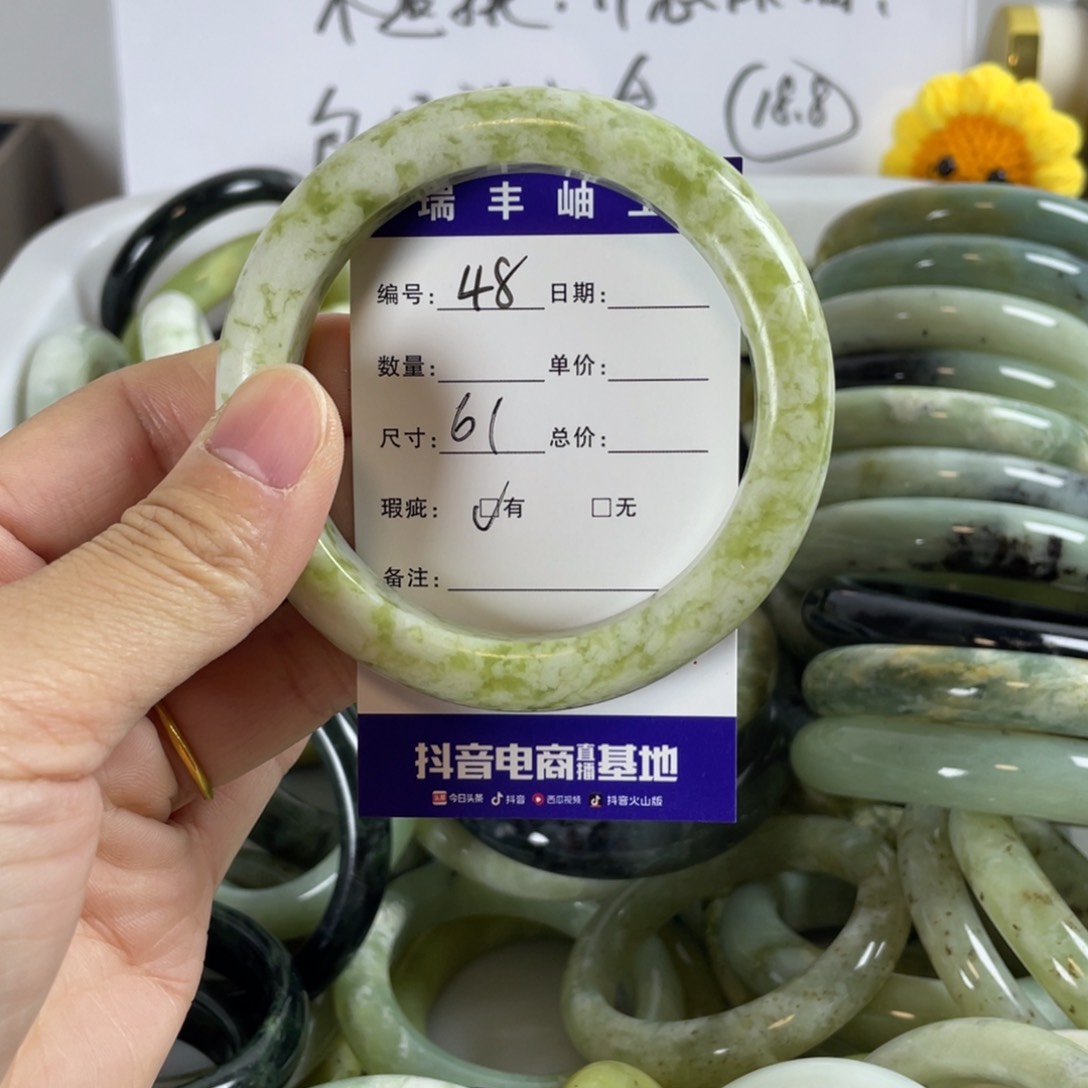 18.8
瑞丰岫
编号: 48 日期:
数量: 单价:
尺寸: 61 总价:
瑕疵: ☑有 ☐无
备注:
抖音电商直播基地
今日头条 抖音 西瓜视频 抖音火山版